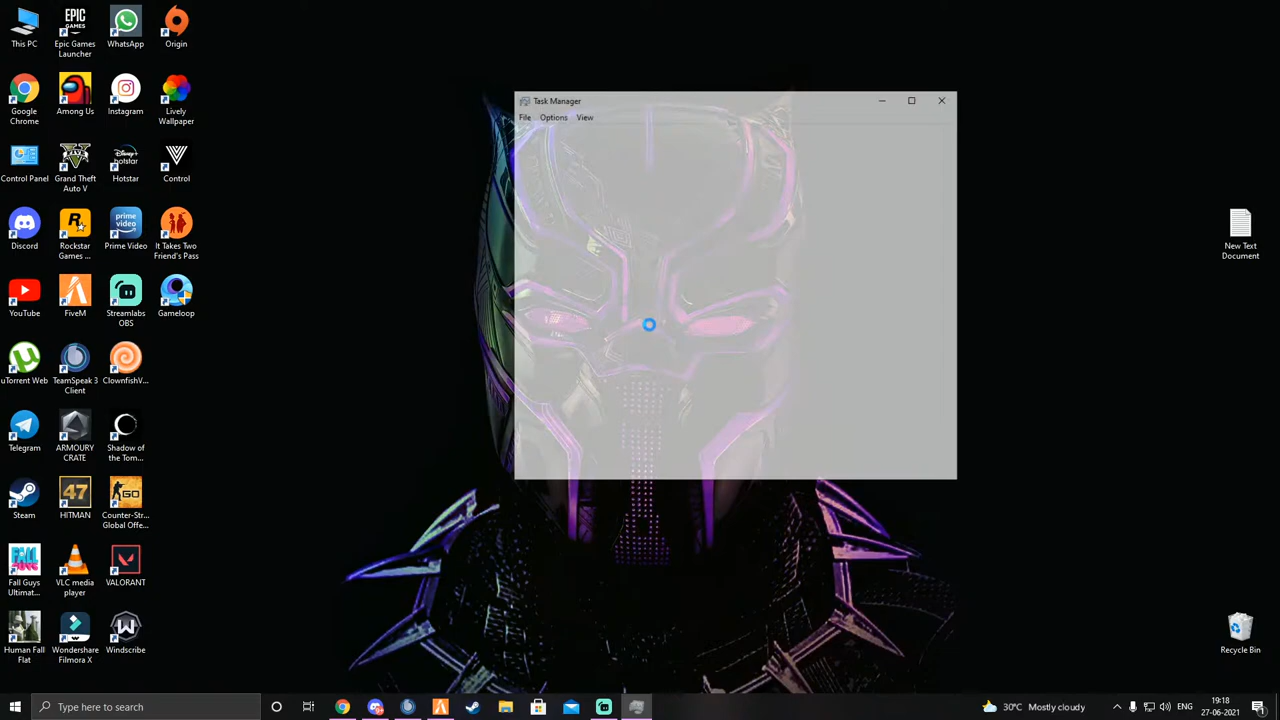 This PC
Epic Games
Launcher
WhatsApp
Origin
Google
Chrome
Among Us
Instagram
Lively
Wallpaper
Control Panel
Grand Theft
Auto V
Hotstar
Control
Discord
Rockstar
Games ...
Prime Video
It Takes Two
Friend's Pass
YouTube
FiveM
Streamlabs
OBS
Gameloop
uTorrent Web
TeamSpeak 3
Client
ClownfishV...
Telegram
ARMOURY
CRATE
Shadow of
the Tom...
Steam
HITMAN
Counter-Str...
Global Offe...
Fall Guys
Ultimat...
VLC media
player
VALORANT
Human Fall
Flat
Wondershare
Filmora X
Windscribe
EPIC
GAMES
Disney+
hotstar
prime
video
R
47
GO
FALL
GUYS
Task Manager
File Options View
New Text
Document
Recycle Bin
Type here to search
30°C Mostly cloudy
ENG
19:18
27-06-2021
1